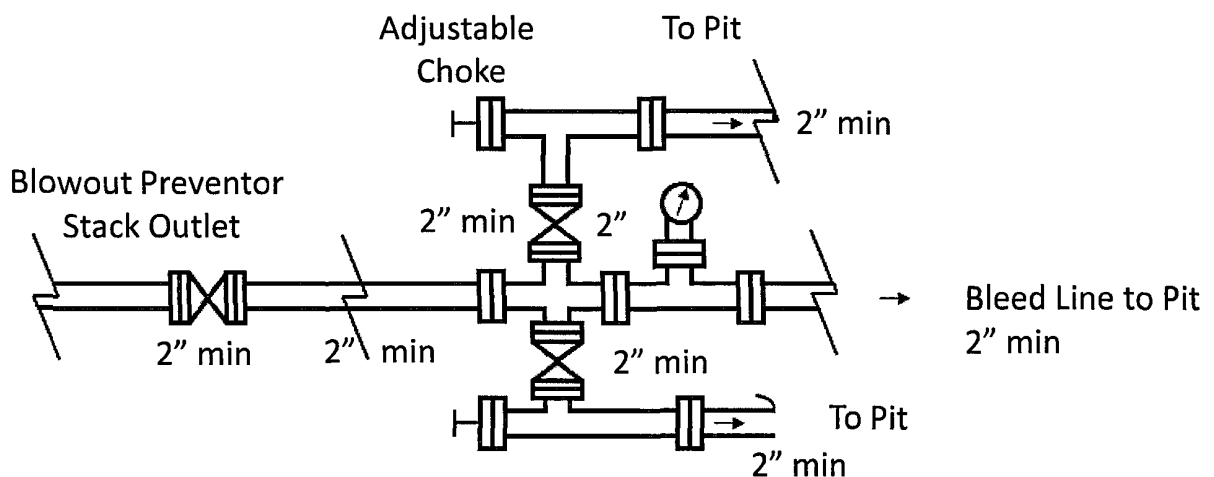 Adjustable
Choke
To Pit
2” min
Blowout Preventor
Stack Outlet
2” min
2”
2” min
2” min
2” min
Bleed Line to Pit
2” min
To Pit
2” min